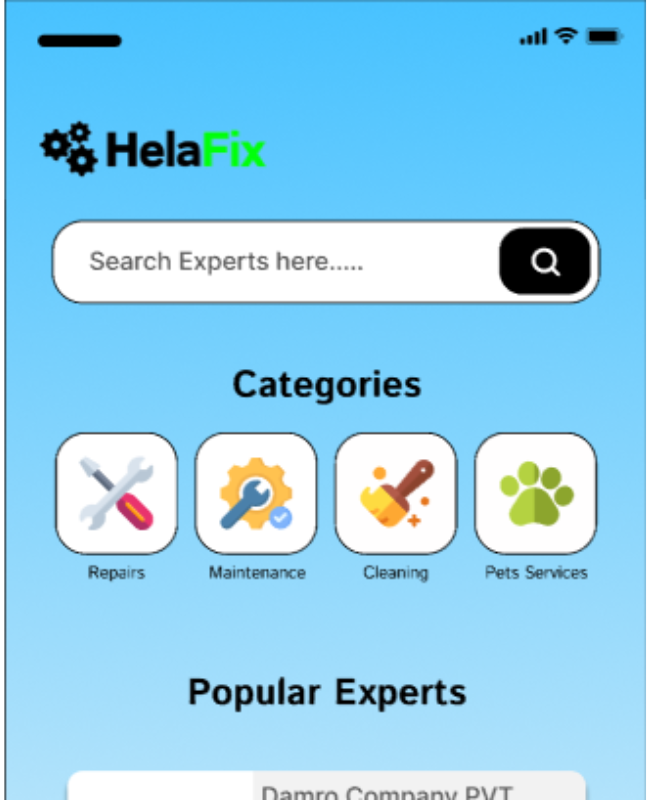 HelaFix
Search Experts here.....
Categories
Repairs Maintenance Cleaning Pets Services
Popular Experts
Damro Company PVT